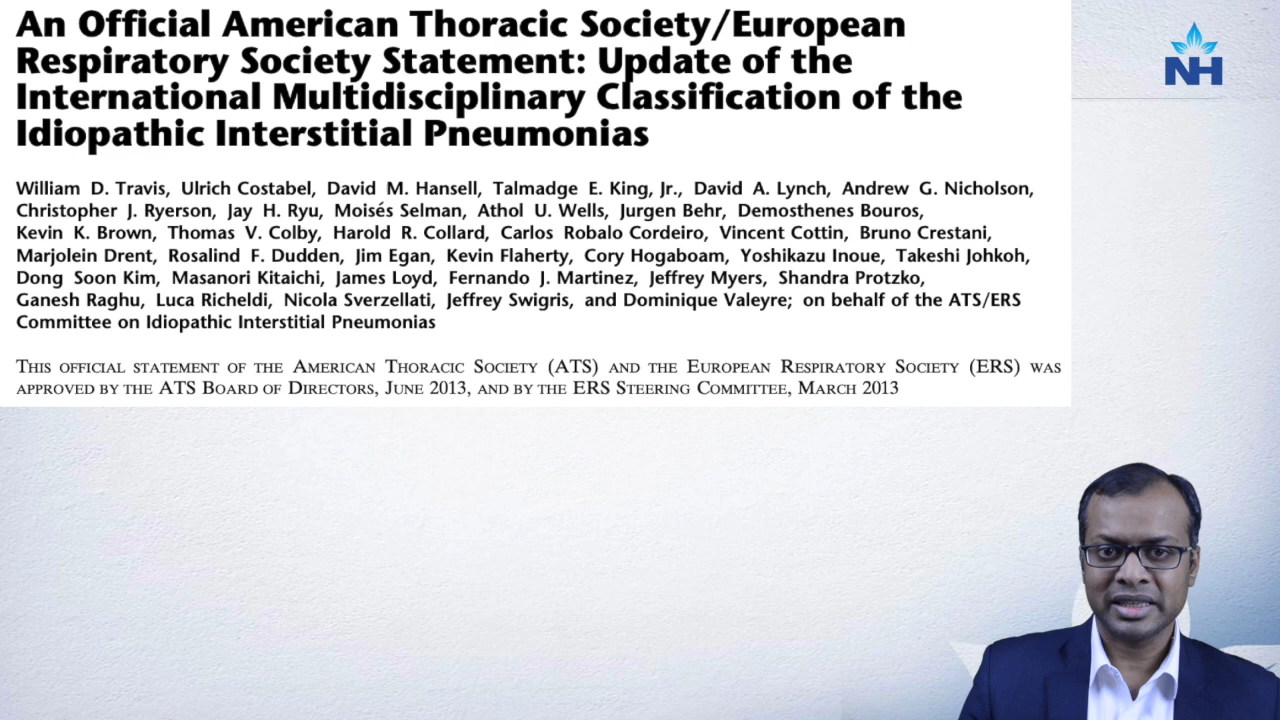 An Official American Thoracic Society/European
Respiratory Society Statement: Update of the
International Multidisciplinary Classification of the
Idiopathic Interstitial Pneumonias
William D. Travis, Ulrich Costabel, David M. Hansell, Talmadge E. King, Jr., David A. Lynch, Andrew G. Nicholson,
Christopher J. Ryerson, Jay H. Ryu, Moisés Selman, Athol U. Wells, Jurgen Behr, Demosthenes Bouros,
Kevin K. Brown, Thomas V. Colby, Harold R. Collard, Carlos Robalo Cordeiro, Vincent Cottin, Bruno Crestani,
Marjolein Drent, Rosalind F. Dudden, Jim Egan, Kevin Flaherty, Cory Hogaboam, Yoshikazu Inoue, Takeshi Johkoh,
Dong Soon Kim, Masanori Kitaichi, James Loyd, Fernando J. Martinez, Jeffrey Myers, Shandra Protzko,
Ganesh Raghu, Luca Richeldi, Nicola Sverzellati, Jeffrey Swigris, and Dominique Valeyre; on behalf of the ATS/ERS
Committee on Idiopathic Interstitial Pneumonias
THIS OFFICIAL STATEMENT OF THE AMERICAN THORACIC SOCIETY (ATS) AND THE EUROPEAN RESPIRATORY SOCIETY (ERS) WAS
APPROVED BY THE ATS BOARD OF DIRECTORS, JUNE 2013, AND BY THE ERS STEERING COMMITTEE, MARCH 2013
NH